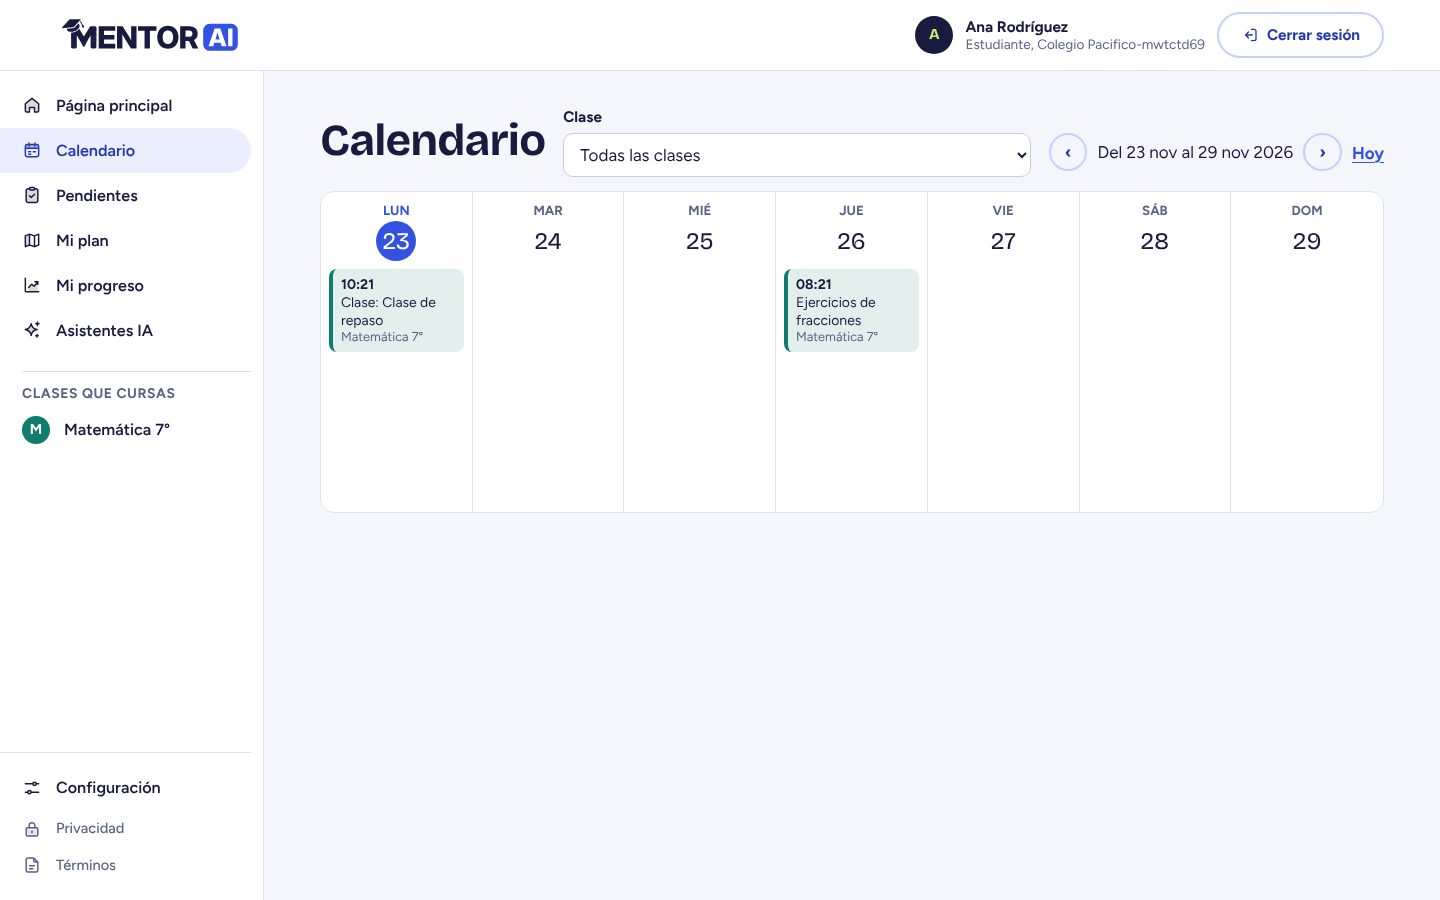 MENTOR AI
A
Ana Rodríguez
Estudiante, Colegio Pacifico-mwtctd69
Cerrar sesión
Página principal
Calendario
Pendientes
Mi plan
Mi progreso
Asistentes IA
CLASES QUE CURSAS
M
Matemática 7°
Configuración
Privacidad
Términos
Calendario
Clase
Todas las clases
‹
Del 23 nov al 29 nov 2026
›
Hoy
LUN
23
10:21
Clase: Clase de
repaso
Matemática 7°
MAR
24
MIÉ
25
JUE
26
08:21
Ejercicios de
fracciones
Matemática 7°
VIE
27
SÁB
28
DOM
29